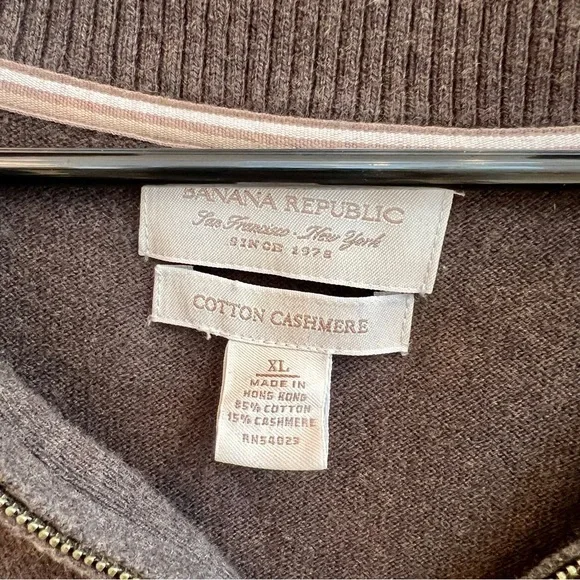 BANANA REPUBLIC
San Francisco · New York
SINCE 1978
COTTON CASHMERE
XL
MADE IN
HONG KONG
85% COTTON
15% CASHMERE
RN54023